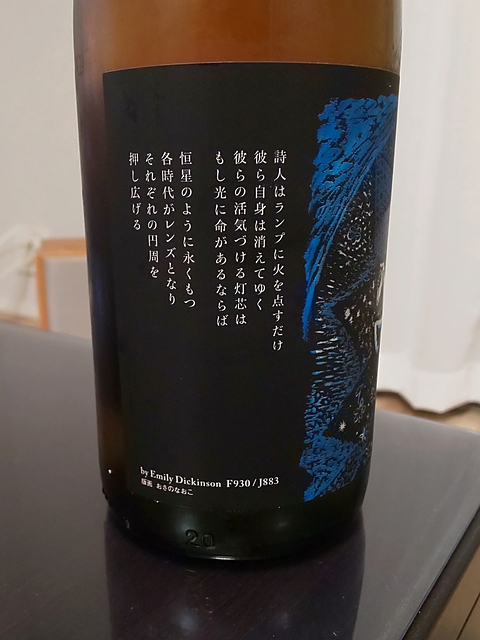 詩人はランプに火を点すだけ
彼ら自身は消えてゆく
彼らの活気づける灯芯は
もし光に命があるならば
恒星のように永くもつ
各時代がレンズとなり
それぞれの円周を
押し広げる
by Emily Dickinson F930 / J883
版画 おさのなおこ
20